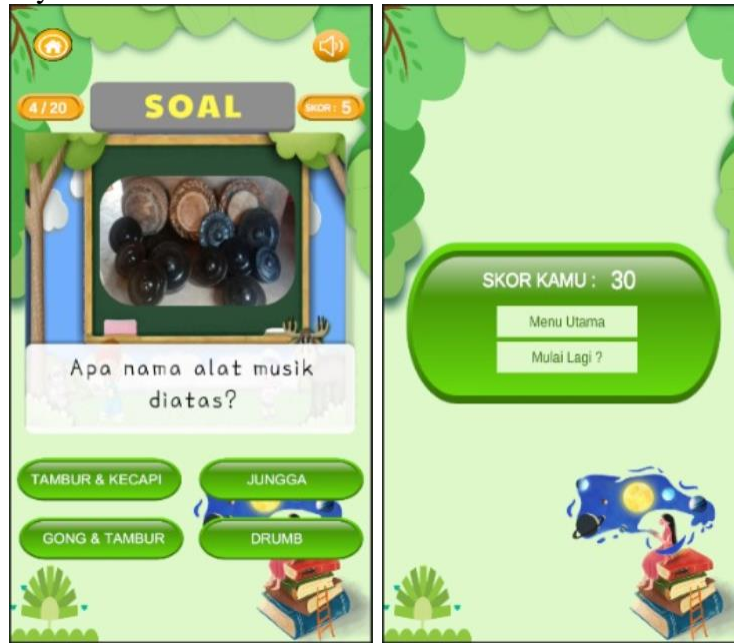 4 / 20
SOAL
SKOR : 5
Apa nama alat musik
diatas?
TAMBUR & KECAPI
JUNGGA
GONG & TAMBUR
DRUMB
SKOR KAMU : 30
Menu Utama
Mulai Lagi ?